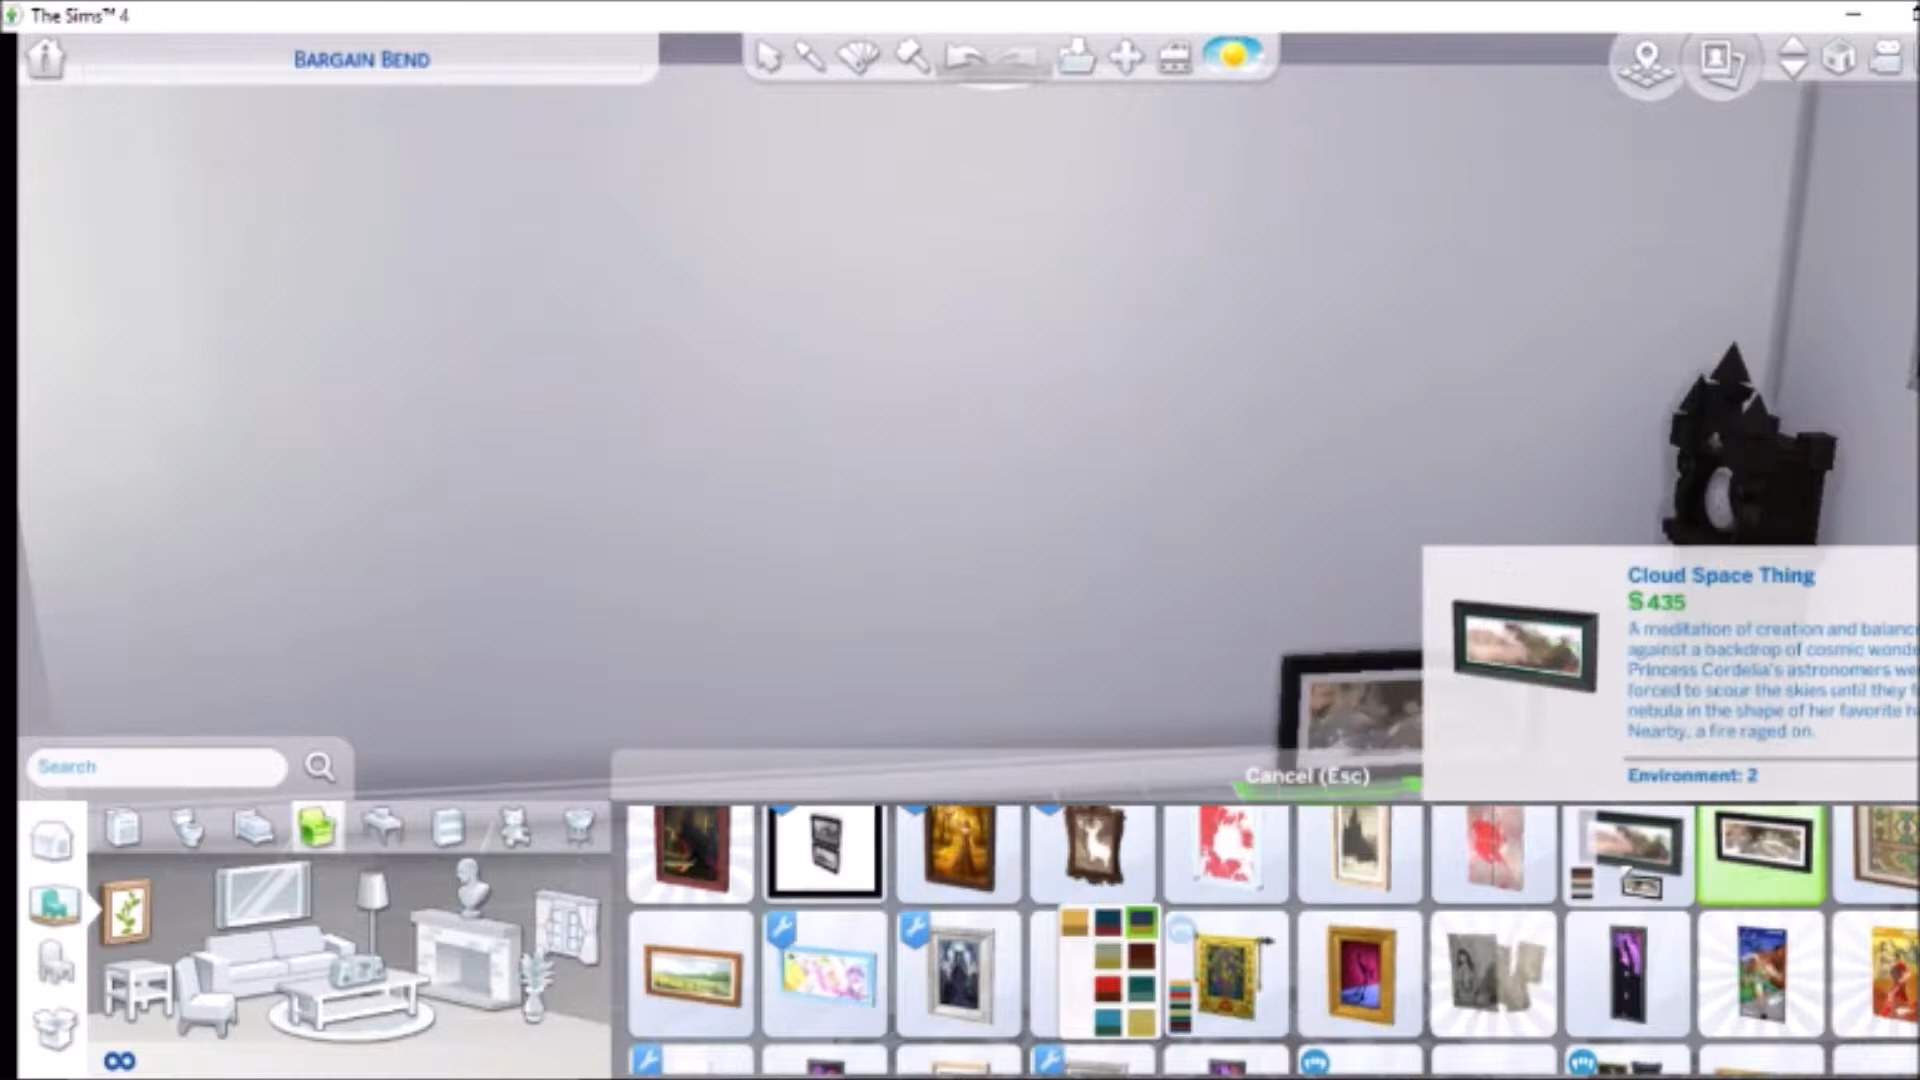 The Sims™ 4
BARGAIN BEND
Cloud Space Thing
§435
A meditation of creation and balanc
against a backdrop of cosmic wonde
Princess Cordelia's astronomers we
forced to scour the skies until they f
nebula in the shape of her favorite h
Nearby, a fire raged on.
Environment: 2
Cancel (Esc)
Search